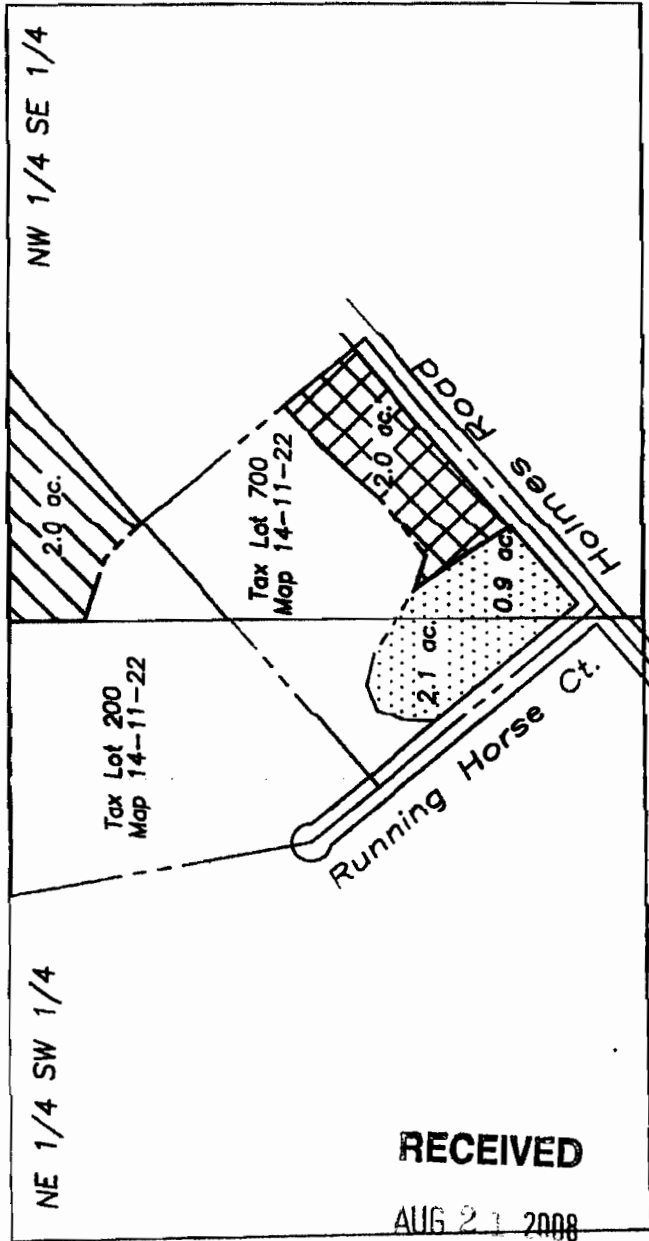 NE 1/4 SW 1/4
NW 1/4 SE 1/4
Tax Lot 200
Map 14-11-22
2.0 ac.
Tax Lot 700
Map 14-11-22
2.0 ac.
2.1 ac.
0.9 ac.
Running Horse Ct.
Holmes Road
RECEIVED
AUG 21 2008